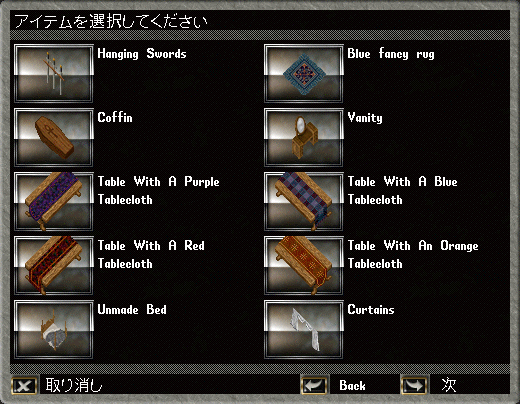 アイテムを選択してください
Hanging Swords
Blue fancy rug
Coffin
Vanity
Table With A Purple
Tablecloth
Table With A Blue
Tablecloth
Table With A Red
Tablecloth
Table With An Orange
Tablecloth
Unmade Bed
Curtains
取り消し
Back
次